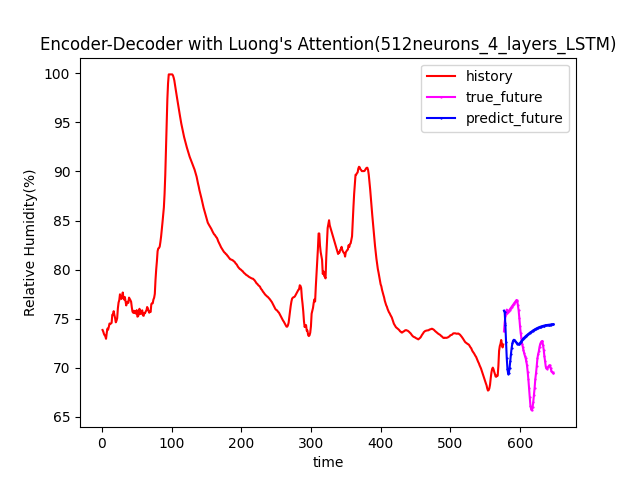 Encoder-Decoder with Luong's Attention(512neurons_4_layers_LSTM)
history
true_future
predict_future
Relative Humidity(%)
100
95
90
85
80
75
70
65
0
100
200
300
400
500
600
time